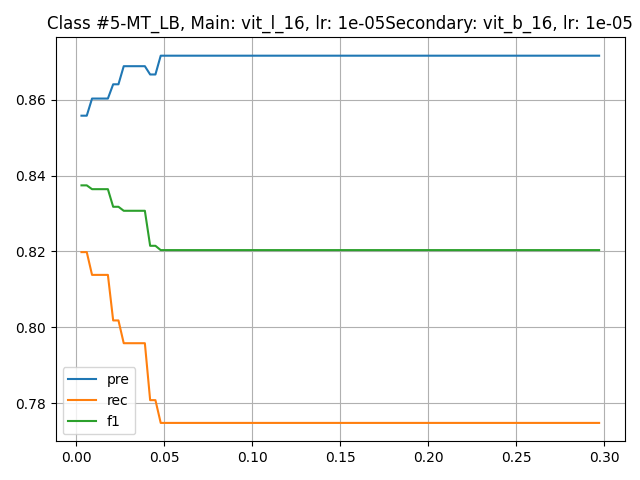 Class #5-MT_LB, Main: vit_l_16, lr: 1e-05Secondary: vit_b_16, lr: 1e-05
0.86
0.84
0.82
0.80
0.78
pre
rec
f1
0.00 0.05 0.10 0.15 0.20 0.25 0.30